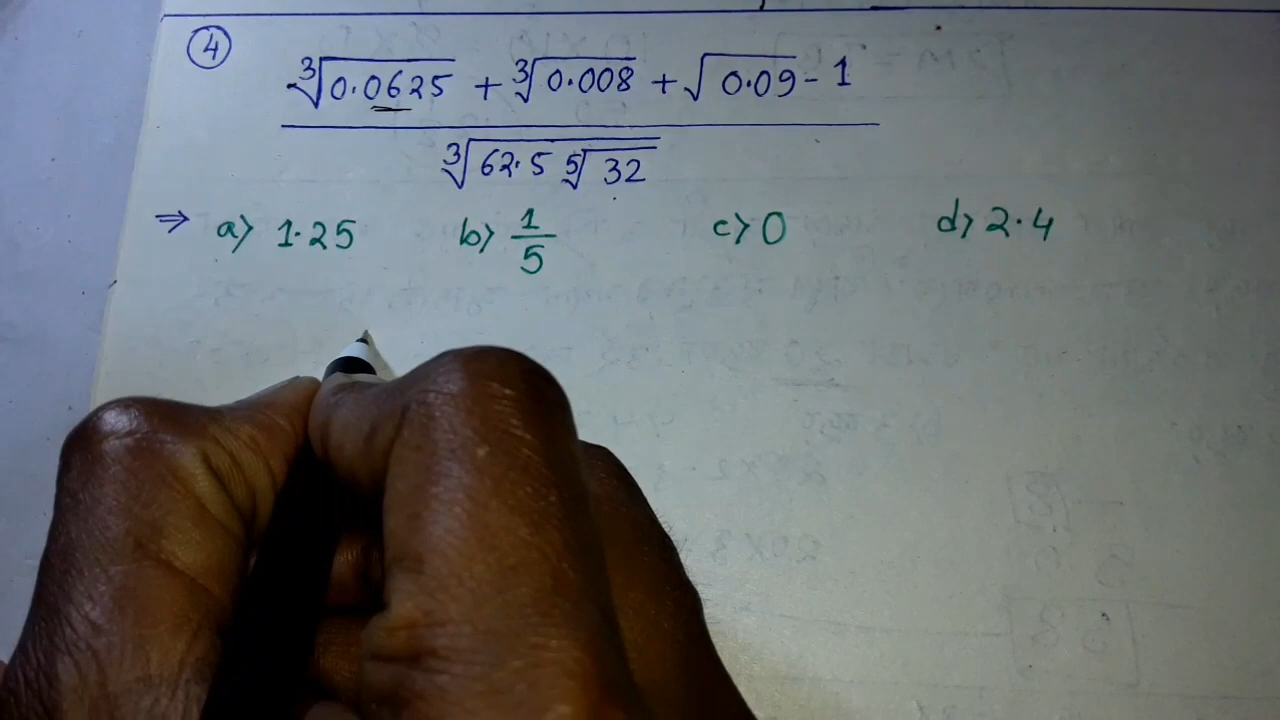 4
∛0.0625 + ∛0.008 + √0.09 - 1
∛62.5 ⁵√32
⇒ a> 1.25 b> 1/5 c> 0 d> 2.4